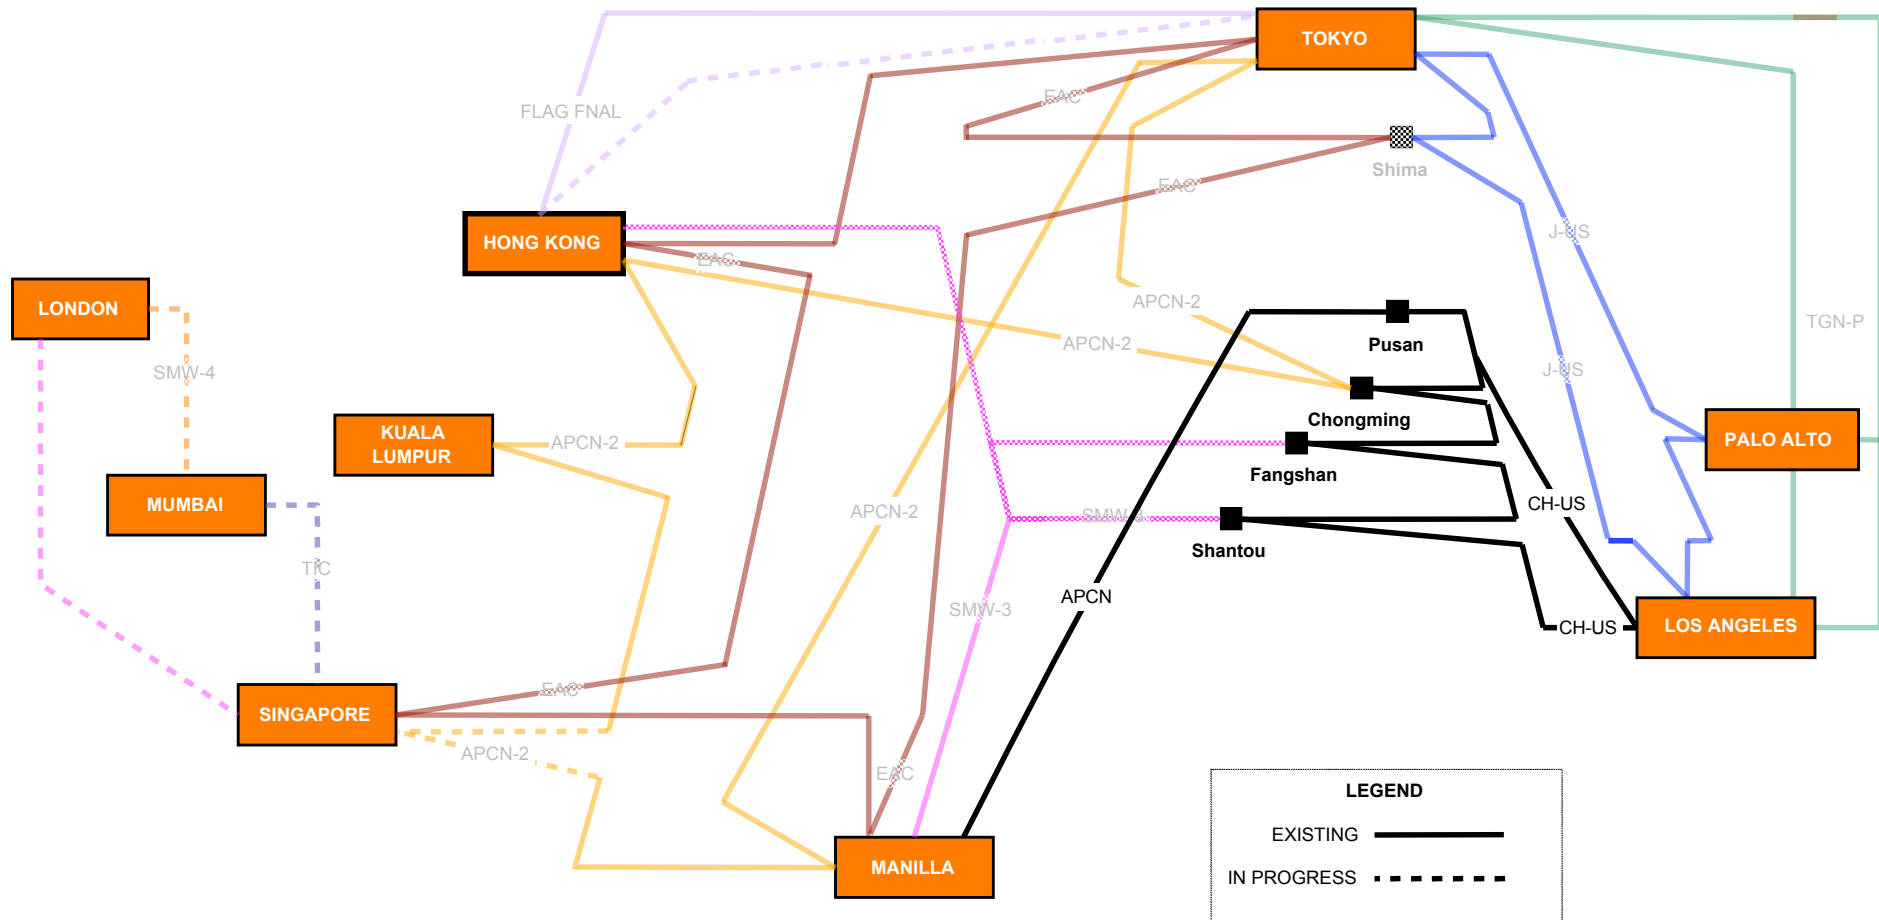 TOKYO
EAC
FLAG FNAL
Shima
EAC
J-US
HONG KONG
EAC
LONDON
APCN-2
TGN-P
APCN-2
Pusan
SMW-4
J-US
Chongming
KUALA
LUMPUR
APCN-2
PALO ALTO
Fangshan
MUMBAI
APCN-2
SMW-3
CH-US
Shantou
TIC
APCN
SMW-3
CH-US
LOS ANGELES
EAC
SINGAPORE
APCN-2
EAC
LEGEND
EXISTING
MANILLA
IN PROGRESS